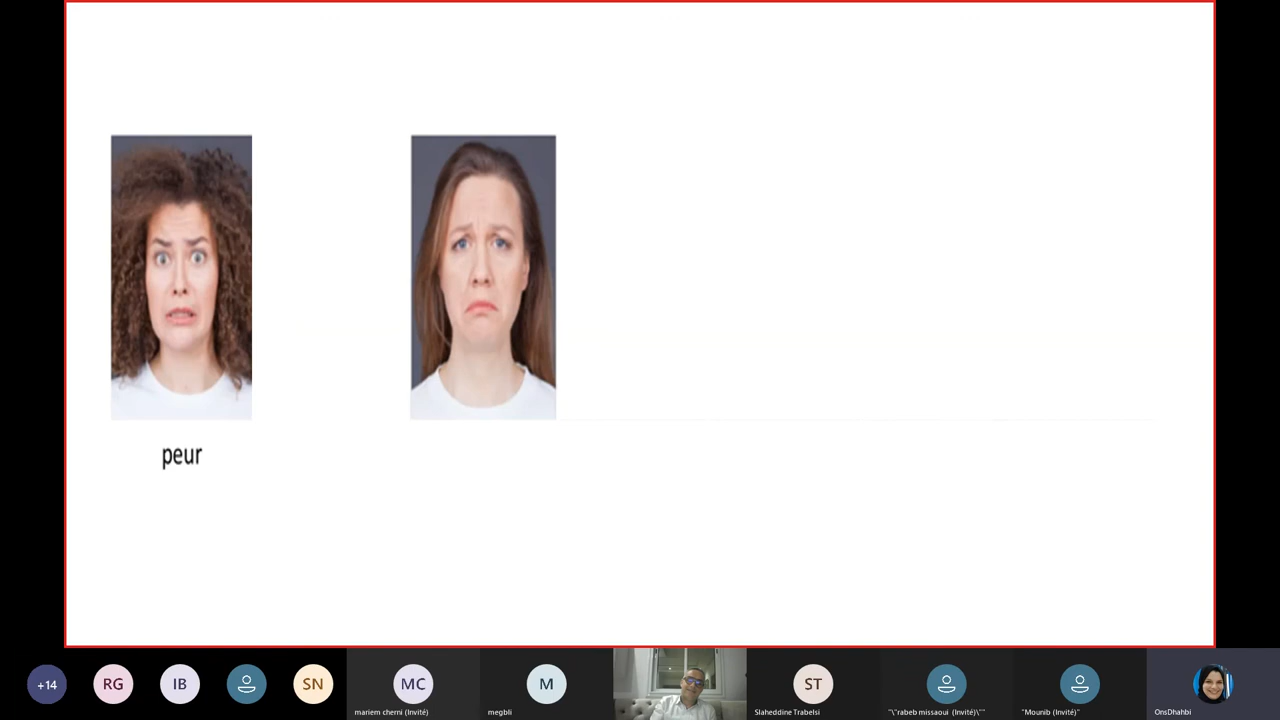 peur
+14
RG
IB
SN
MC
mariem cherni (Invité)
M
megbli
ST
Slaheddine Trabelsi
"\"rabeb missaoui (Invité)\""
"Mounib (Invité)"
OnsDhahbi